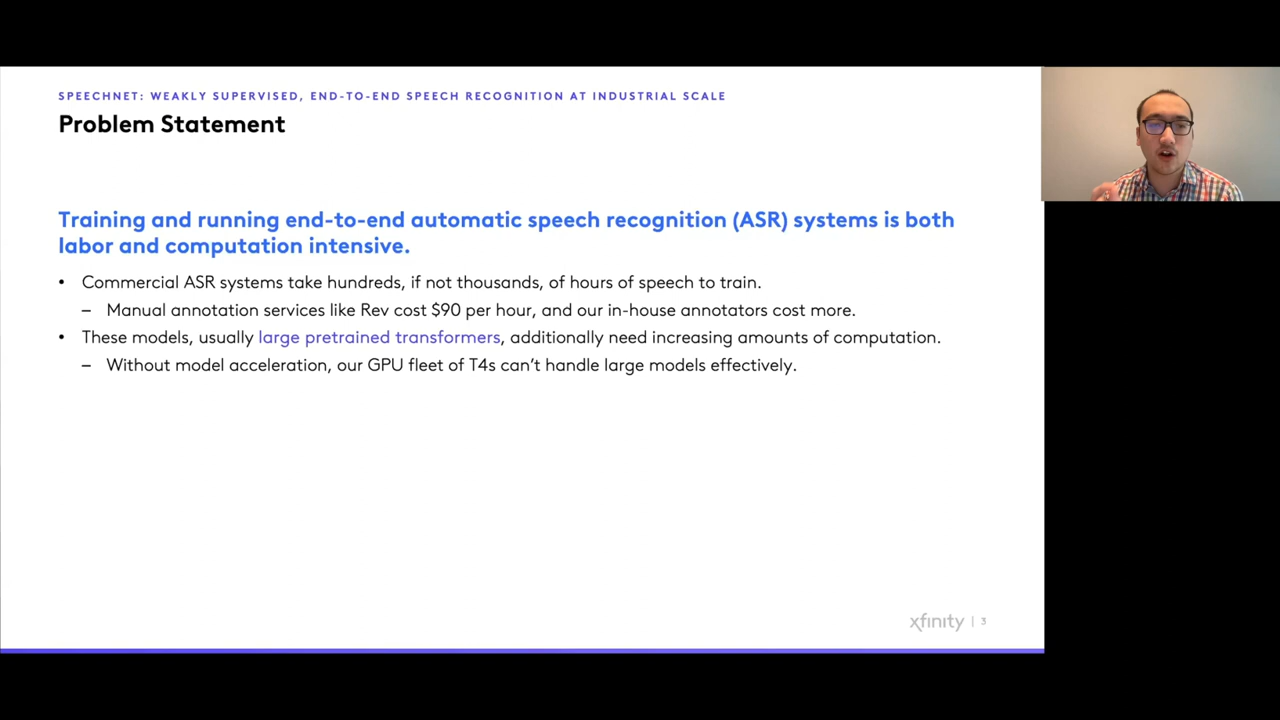 SPEECHNET: WEAKLY SUPERVISED, END-TO-END SPEECH RECOGNITION AT INDUSTRIAL SCALE
Problem Statement
Training and running end-to-end automatic speech recognition (ASR) systems is both
labor and computation intensive.
• Commercial ASR systems take hundreds, if not thousands, of hours of speech to train.
– Manual annotation services like Rev cost $90 per hour, and our in-house annotators cost more.
• These models, usually large pretrained transformers, additionally need increasing amounts of computation.
– Without model acceleration, our GPU fleet of T4s can't handle large models effectively.
xfinity | 3